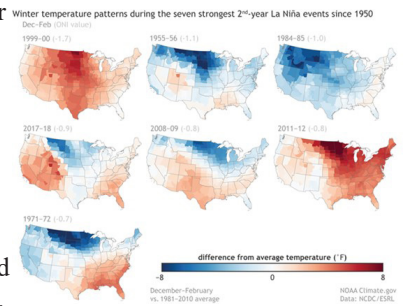 r Winter temperature patterns during the seven strongest 2nd-year La Niña events since 1950
Dec-Feb (ONI value)
1999-00 (-1.7) 1955-56 (-1.1) 1984-85 (-1.0)
2017-18 (-0.9) 2008-09 (-0.8) 2011-12 (-0.8)
1971-72 (-0.7)
d
difference from average temperature (°F)
-8 0 8
December-February NOAA Climate.gov
vs. 1981-2010 average Data: NCDC/ESRL